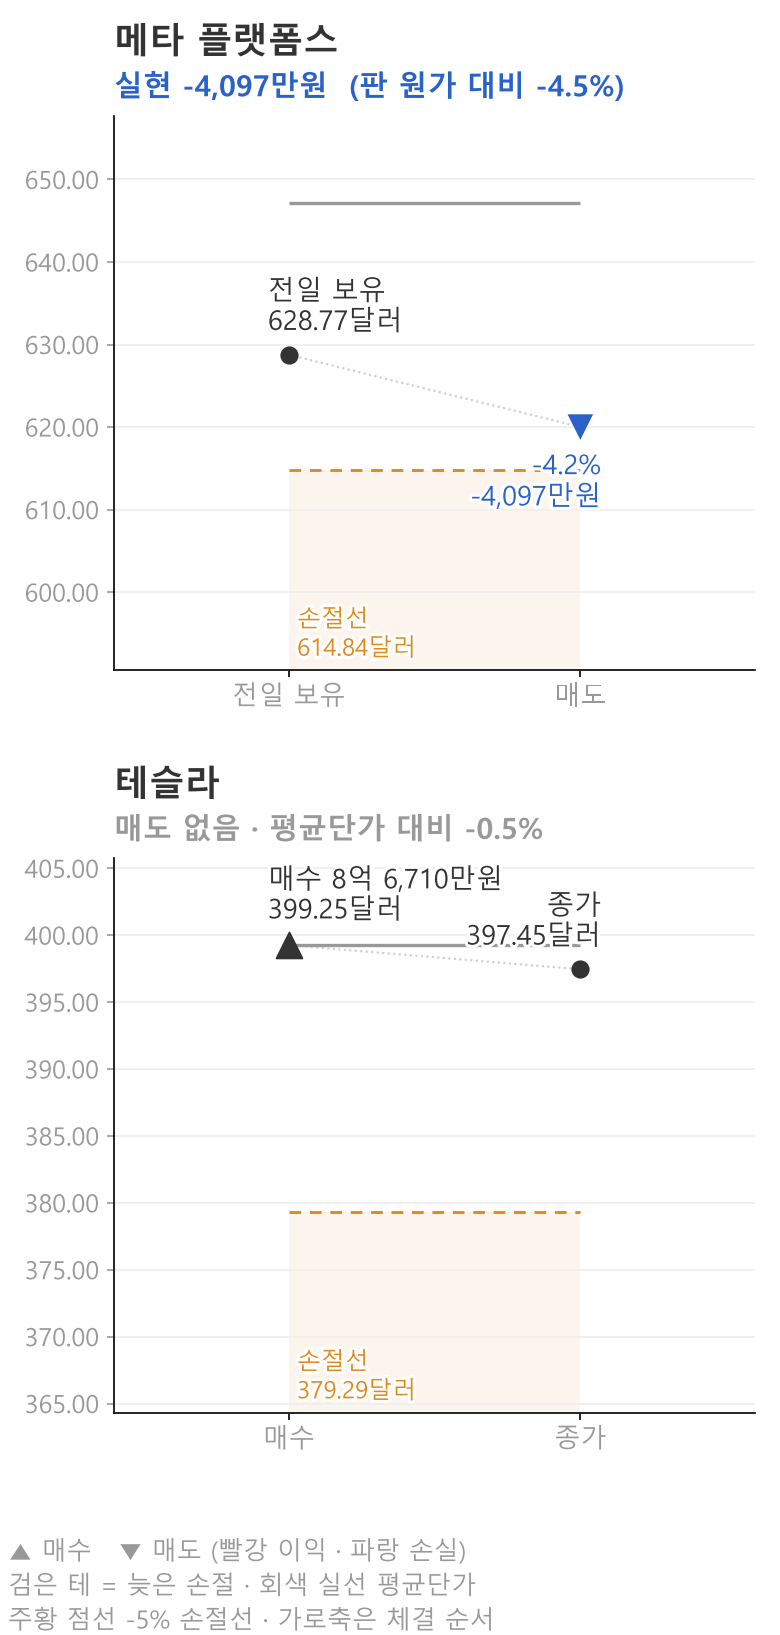 메타 플랫폼스
실현 -4,097만원 (판 원가 대비 -4.5%)
650.00
640.00
전일 보유
628.77달러
630.00
620.00
-4.2%
-4,097만원
610.00
600.00
손절선
614.84달러
전일 보유 매도
테슬라
매도 없음 · 평균단가 대비 -0.5%
405.00
매수 8억 6,710만원
399.25달러
종가
397.45달러
400.00
395.00
390.00
385.00
380.00
375.00
370.00
손절선
379.29달러
365.00
매수 종가
▲ 매수 ▼ 매도 (빨강 이익 · 파랑 손실)
검은 테 = 늦은 손절 · 회색 실선 평균단가
주황 점선 -5% 손절선 · 가로축은 체결 순서